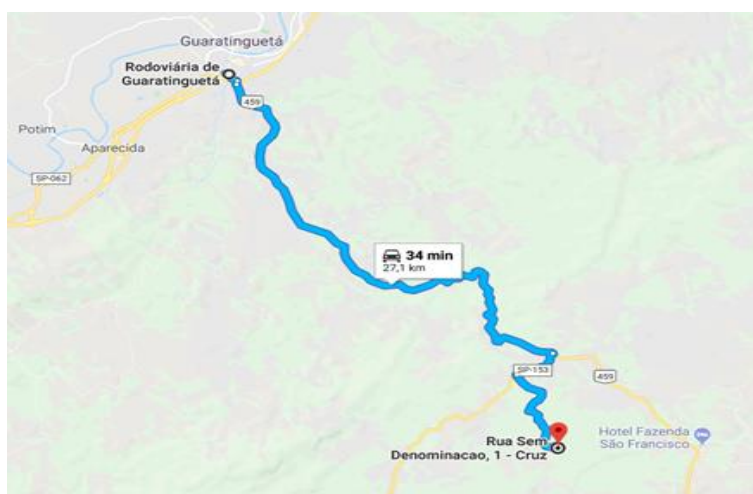 Guaratinguetá
Rodoviária de
Guaratinguetá
2
459
Potim
Aparecida
SP-062
34 min
27,1 km
SP-153
459
Rua Sem
Denominacao, 1 - Cruz
Hotel Fazenda
São Francisco